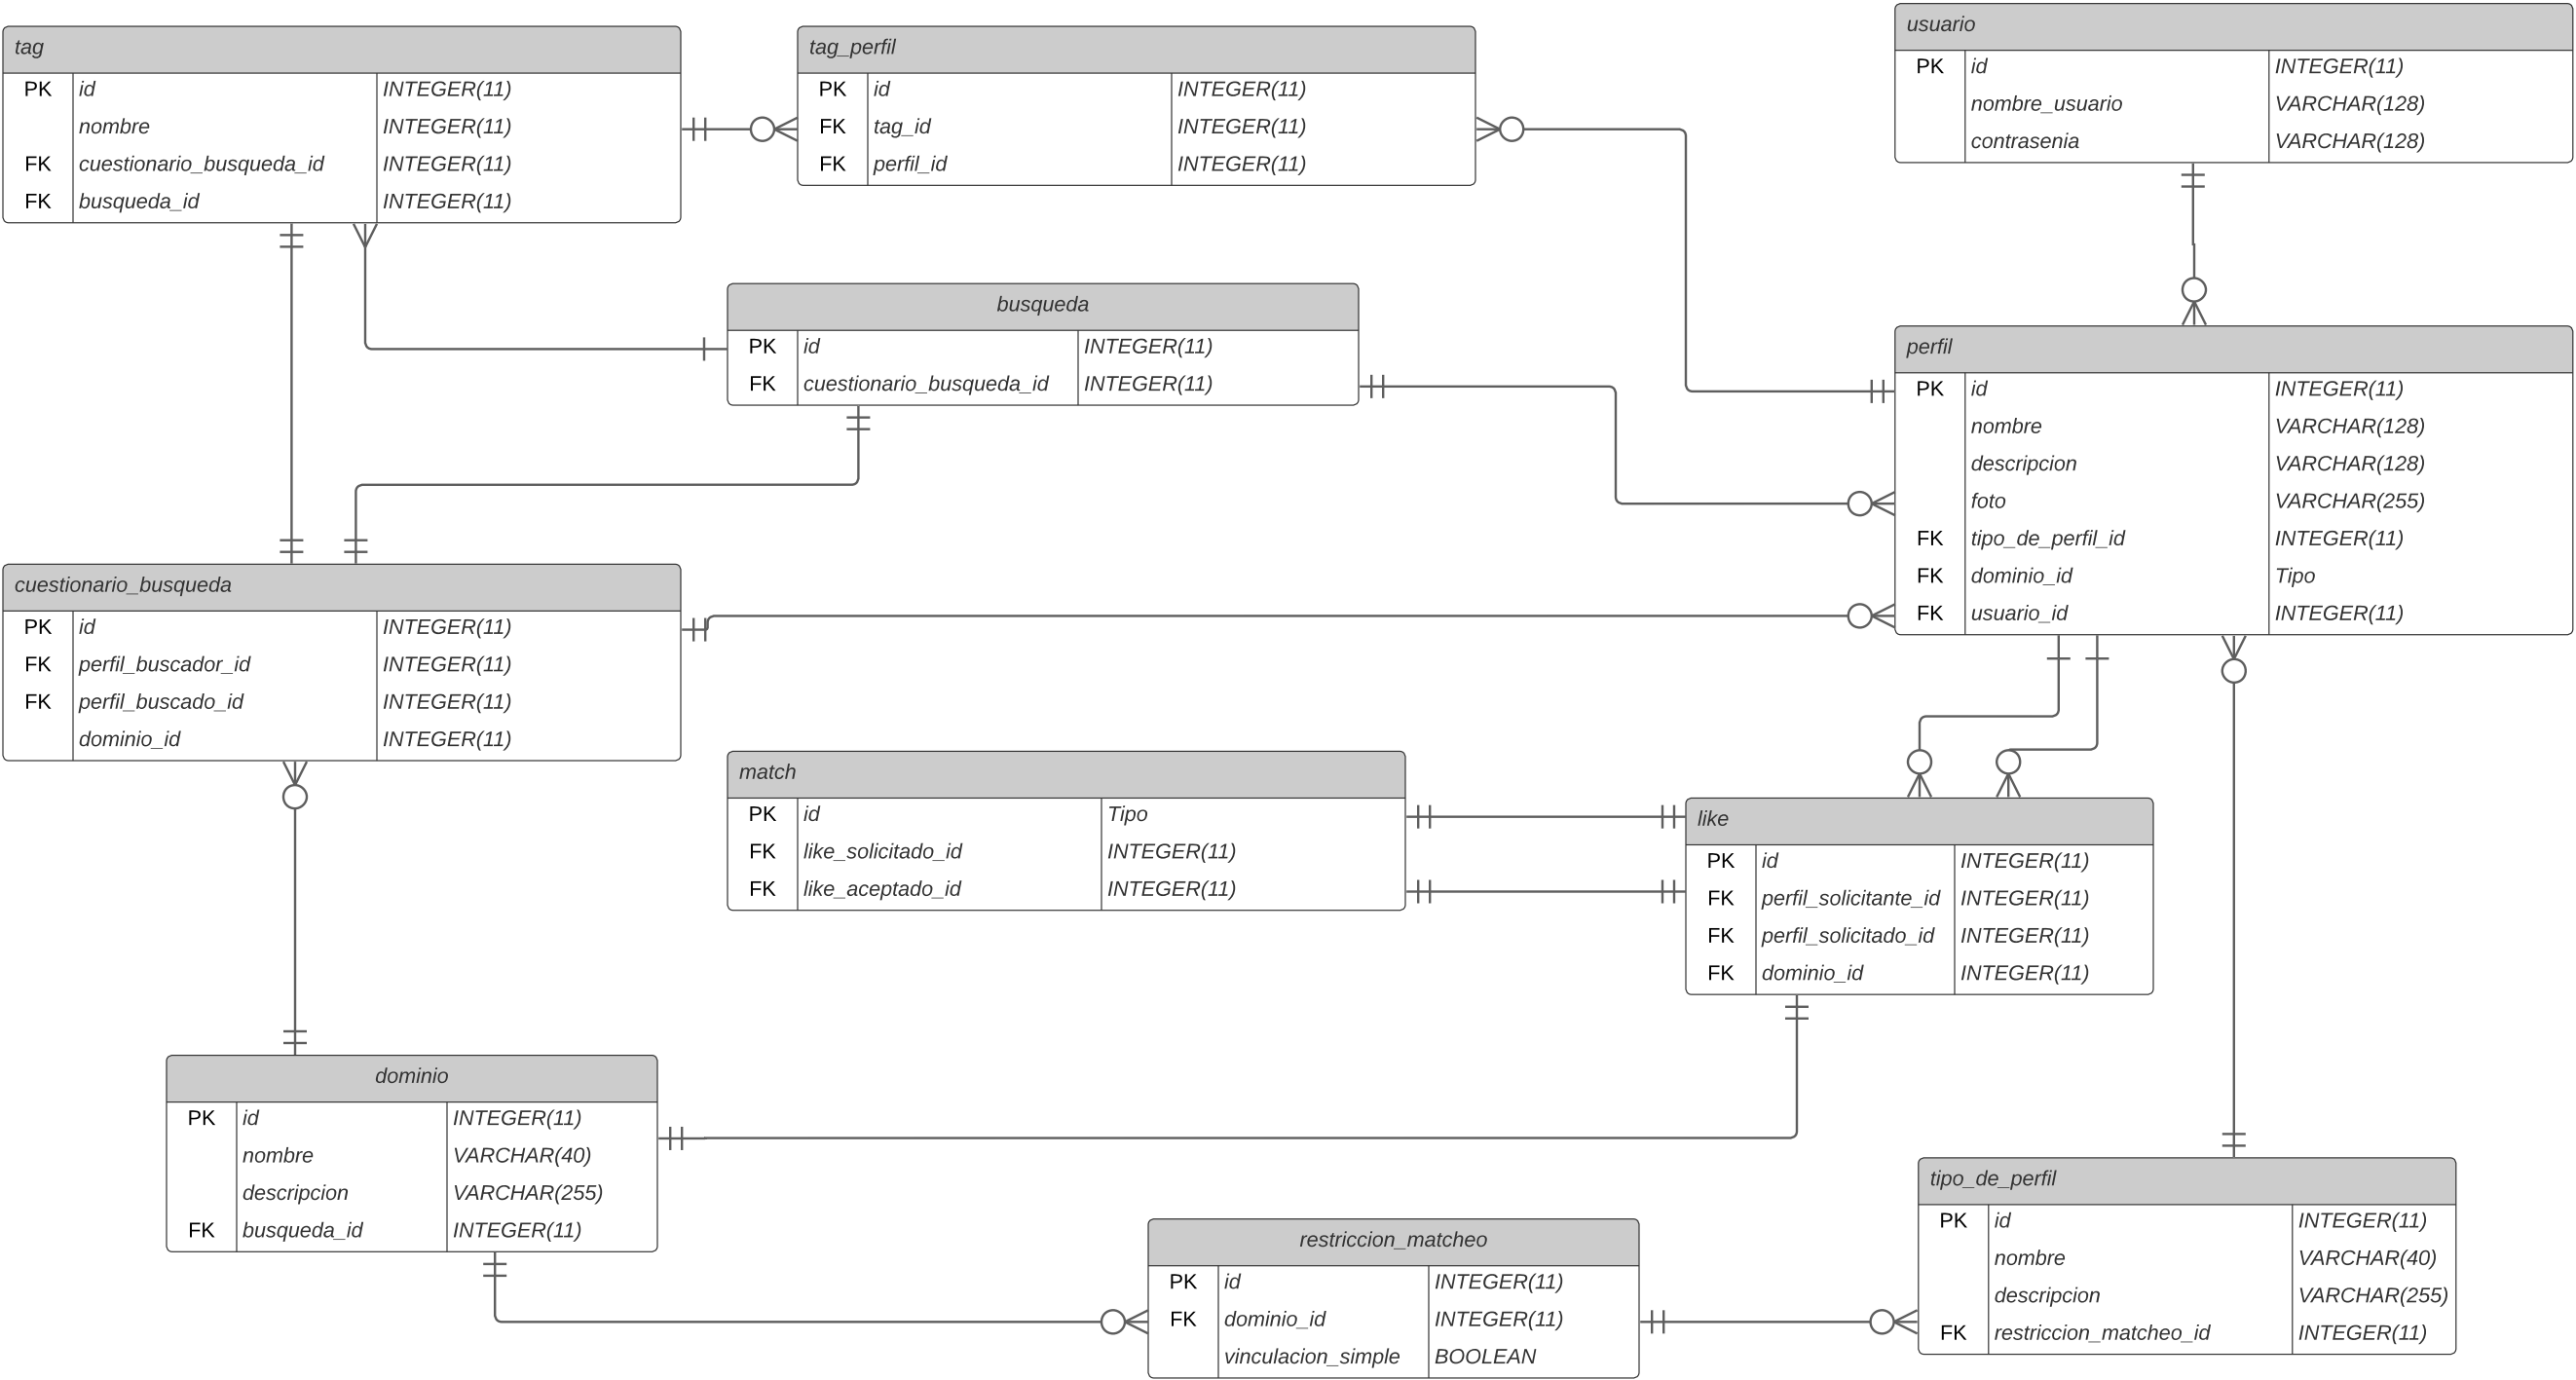 tag
PK id INTEGER(11)
nombre INTEGER(11)
FK cuestionario_busqueda_id INTEGER(11)
FK busqueda_id INTEGER(11)
tag_perfil
PK id INTEGER(11)
FK tag_id INTEGER(11)
FK perfil_id INTEGER(11)
usuario
PK id INTEGER(11)
nombre_usuario VARCHAR(128)
contrasenia VARCHAR(128)
busqueda
PK id INTEGER(11)
FK cuestionario_busqueda_id INTEGER(11)
perfil
PK id INTEGER(11)
nombre VARCHAR(128)
descripcion VARCHAR(128)
foto VARCHAR(255)
FK tipo_de_perfil_id INTEGER(11)
FK dominio_id Tipo
FK usuario_id INTEGER(11)
cuestionario_busqueda
PK id INTEGER(11)
FK perfil_buscador_id INTEGER(11)
FK perfil_buscado_id INTEGER(11)
dominio_id INTEGER(11)
match
PK id Tipo
FK like_solicitado_id INTEGER(11)
FK like_aceptado_id INTEGER(11)
like
PK id INTEGER(11)
FK perfil_solicitante_id INTEGER(11)
FK perfil_solicitado_id INTEGER(11)
FK dominio_id INTEGER(11)
dominio
PK id INTEGER(11)
nombre VARCHAR(40)
descripcion VARCHAR(255)
FK busqueda_id INTEGER(11)
restriccion_matcheo
PK id INTEGER(11)
FK dominio_id INTEGER(11)
vinculacion_simple BOOLEAN
tipo_de_perfil
PK id INTEGER(11)
nombre VARCHAR(40)
descripcion VARCHAR(255)
FK restriccion_matcheo_id INTEGER(11)